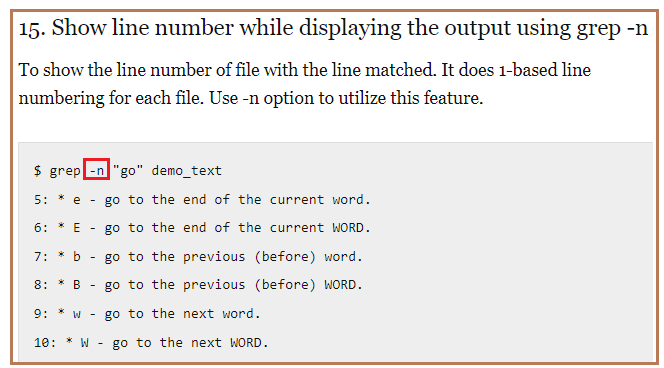 15. Show line number while displaying the output using grep -n
To show the line number of file with the line matched. It does 1-based line
numbering for each file. Use -n option to utilize this feature.
$ grep -n "go" demo_text
5: * e - go to the end of the current word.
6: * E - go to the end of the current WORD.
7: * b - go to the previous (before) word.
8: * B - go to the previous (before) WORD.
9: * w - go to the next word.
10: * W - go to the next WORD.